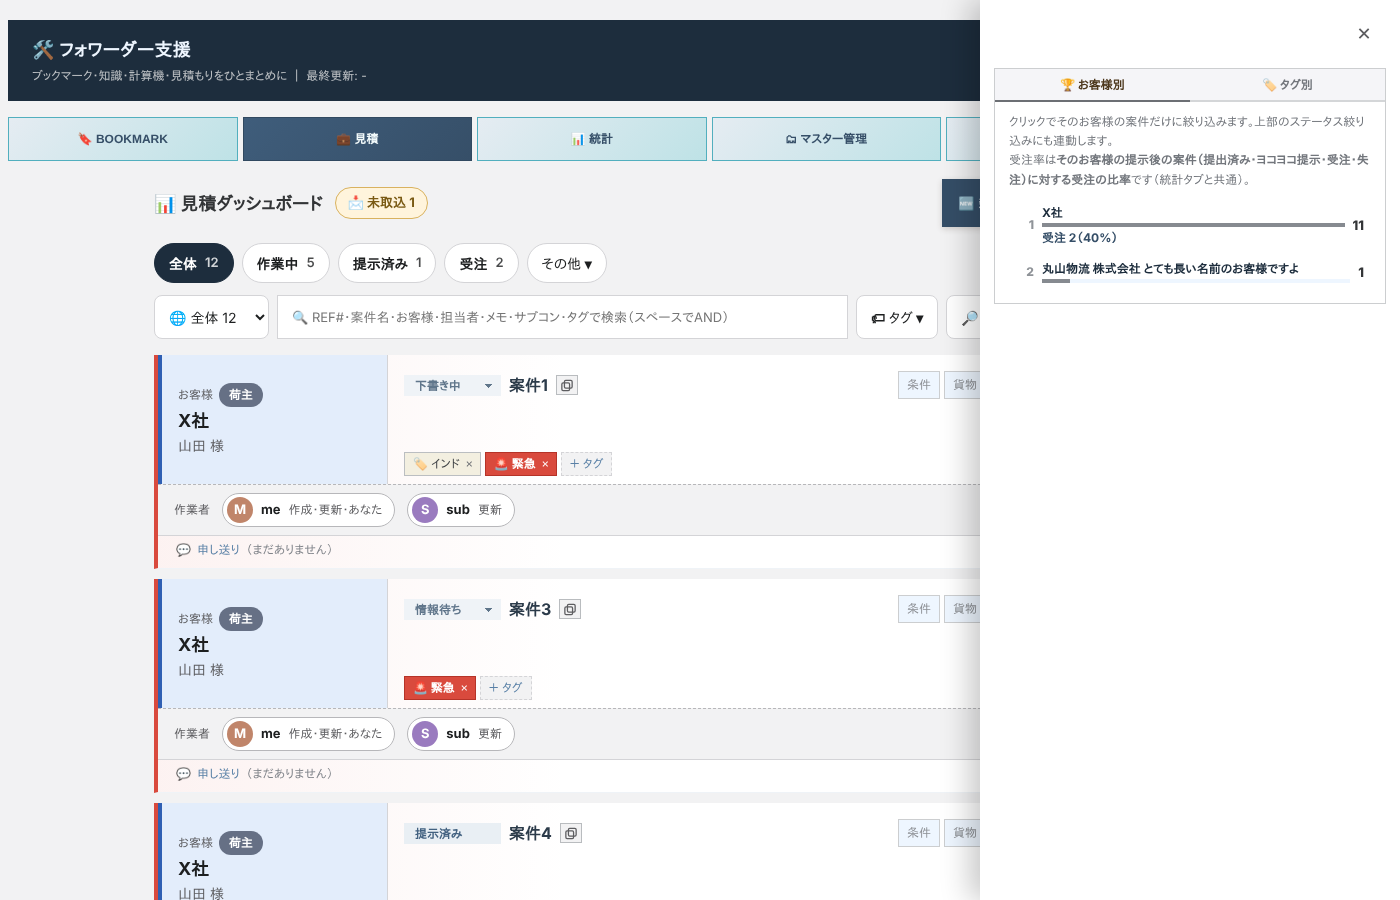 🛠️ フォワーダー支援
ブックマーク・知識・計算機・見積もりをひとまとめに ｜ 最終更新: -
🔖 BOOKMARK
💼 見積
📊 統計
🗂 マスター管理
📊 見積ダッシュボード
📩 未取込 1
🆕
全体 12
作業中 5
提示済み 1
受注 2
その他 ▾
🌐 全体 12
🔍 REF#・案件名・お客様・担当者・メモ・サブコン・タグで検索（スペースでAND）
🏷 タグ ▾
🔎
お客様 荷主
X社
山田 様
下書き中
案件1
条件
貨物
🏷️ インド ×
🚨 緊急 ×
＋ タグ
作業者
M me 作成・更新・あなた
S sub 更新
💬 申し送り（まだありません）
お客様 荷主
X社
山田 様
情報待ち
案件3
条件
貨物
🚨 緊急 ×
＋ タグ
作業者
M me 作成・更新・あなた
S sub 更新
💬 申し送り（まだありません）
お客様 荷主
X社
山田 様
提示済み
案件4
条件
貨物
×
🏆 お客様別
🏷️ タグ別
クリックでそのお客様の案件だけに絞り込みます。上部のステータス絞り
込みにも連動します。
受注率はそのお客様の提示後の案件（提出済み・ヨコヨコ提示・受注・失
注）に対する受注の比率です（統計タブと共通）。
1
X社
11
受注 2（40%）
2
丸山物流 株式会社 とても長い名前のお客様ですよ
1